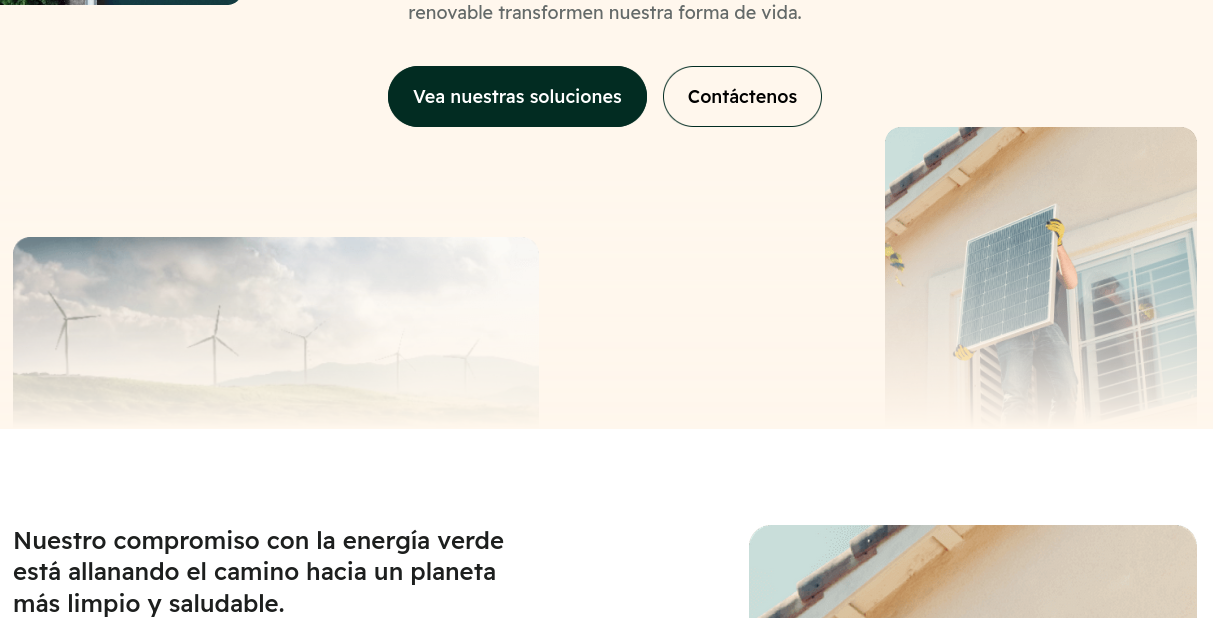 renovable transformen nuestra forma de vida.
Vea nuestras soluciones
Contáctenos
Nuestro compromiso con la energía verde
está allanando el camino hacia un planeta
más limpio y saludable.